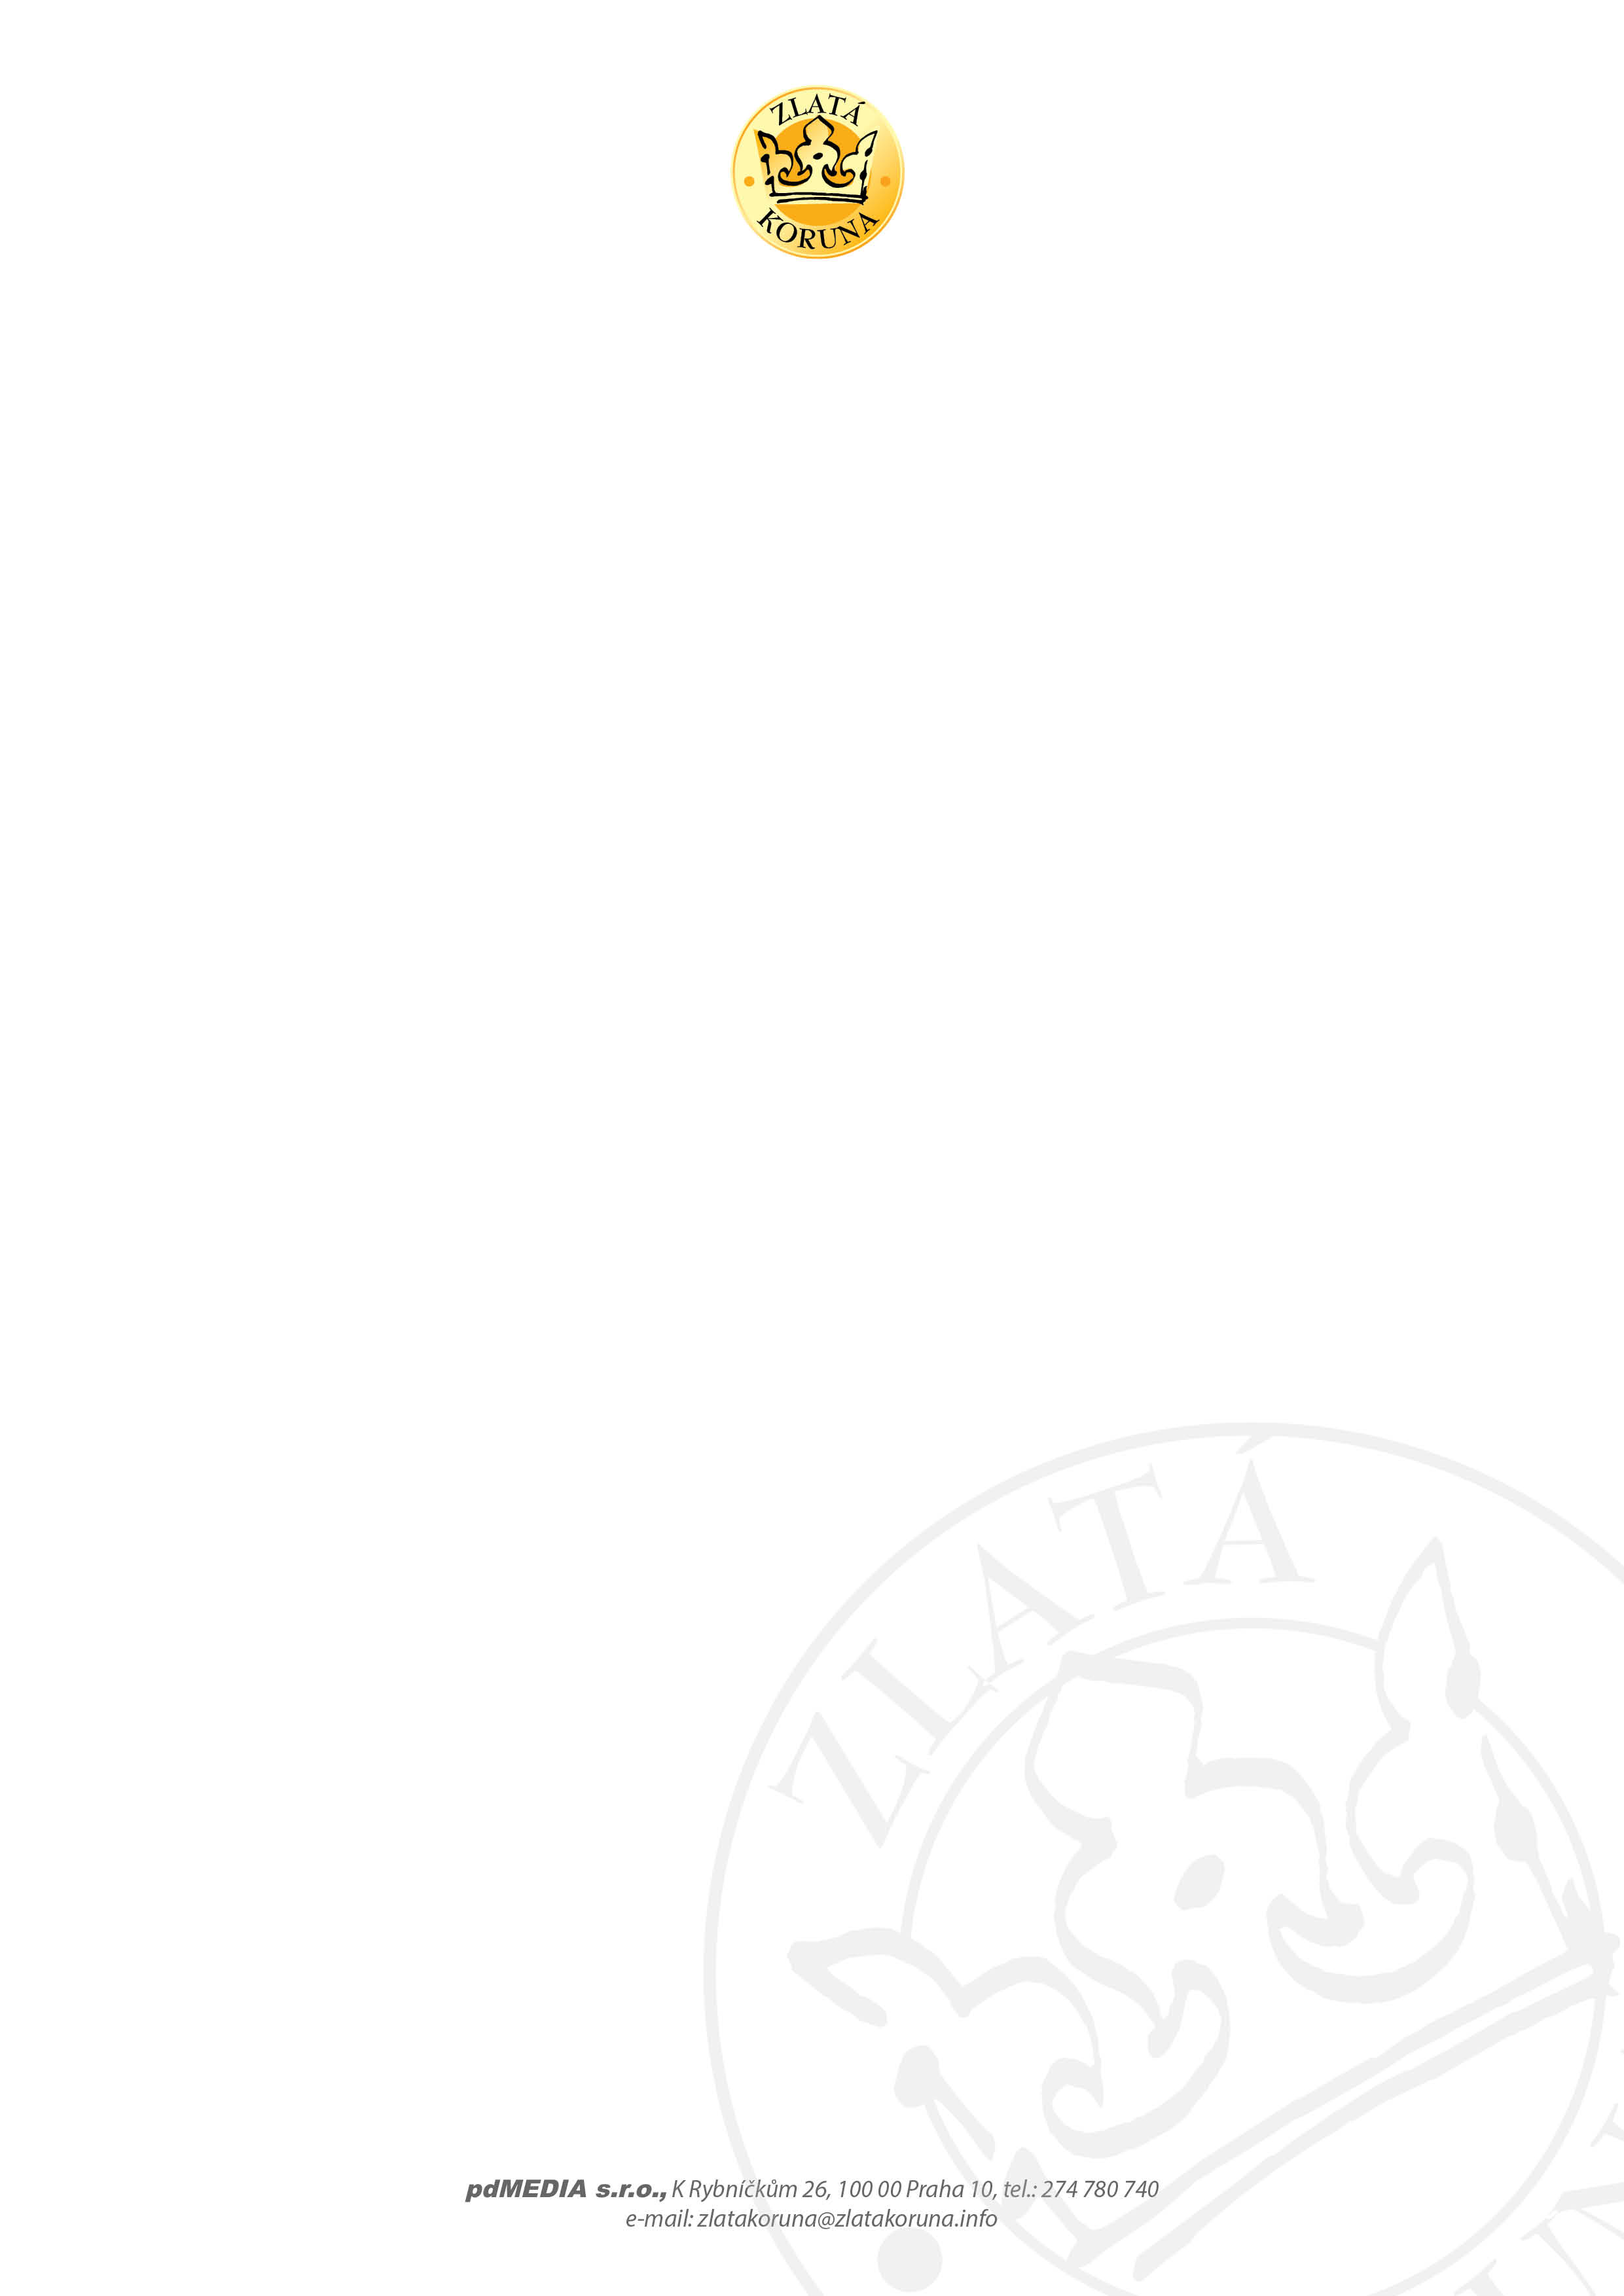 ZLATÁ
KORUNA
ZLATÁ
pdMEDIA s.r.o., K Rybníčkům 26, 100 00 Praha 10, tel.: 274 780 740
e-mail: zlatakoruna@zlatakoruna.info